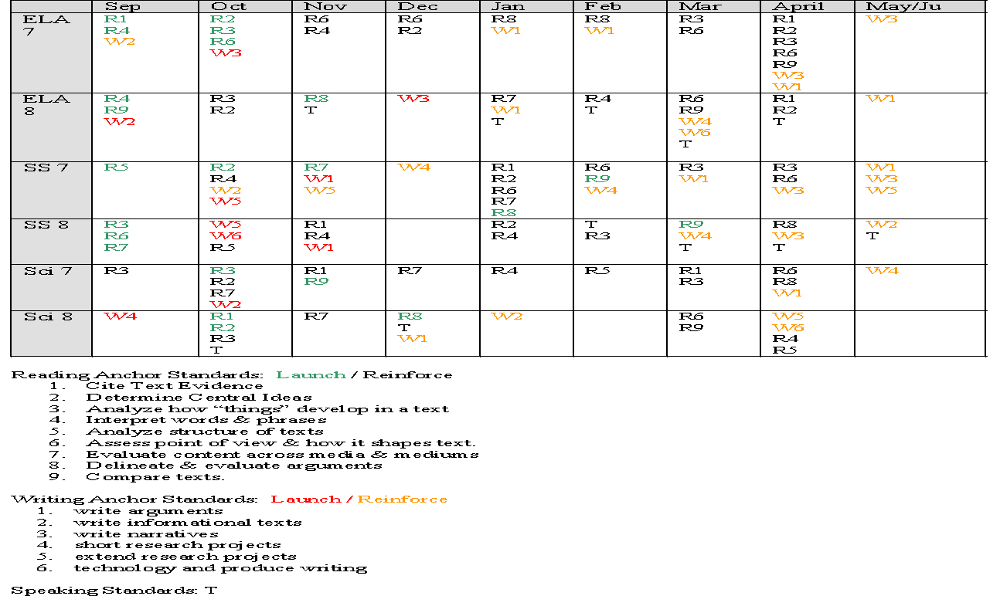 Sep Oct Nov Dec Jan Feb Mar April May/Ju
ELA 7 R1 R2 R6 R6 R8 R8 R3 R1 W3
R4 R3 R4 R2 W1 W1 R6 R2
W2 R6 R3
W3 R6
R9
W3
W1
ELA 8 R4 R3 R8 W3 R7 R4 R6 R1 W1
R9 R2 T W1 T R9 R2
W2 T W4 T
W6
T
SS 7 R5 R2 R7 W4 R1 R6 R3 R3 W1
R4 W1 R2 R9 W1 R6 W3
W2 W5 R6 W4 W3 W5
W5 R7
R8
SS 8 R3 W5 R1 R2 T R9 R8 W2
R6 W6 R4 R4 R3 W4 W3 T
R7 R5 W1 T T
Sci 7 R3 R3 R1 R7 R4 R5 R1 R6 W4
R2 R9 R3 R8
R7 W1
W2
Sci 8 W4 R1 R7 R8 W2 R6 W5
R2 T R9 W6
R3 W1 R4
T R5
Reading Anchor Standards: Launch / Reinforce
1. Cite Text Evidence
2. Determine Central Ideas
3. Analyze how “things” develop in a text
4. Interpret words & phrases
5. Analyze structure of texts
6. Assess point of view & how it shapes text.
7. Evaluate content across media & mediums
8. Delineate & evaluate arguments
9. Compare texts.
Writing Anchor Standards: Launch / Reinforce
1. write arguments
2. write informational texts
3. write narratives
4. short research projects
5. extend research projects
6. technology and produce writing
Speaking Standards: T